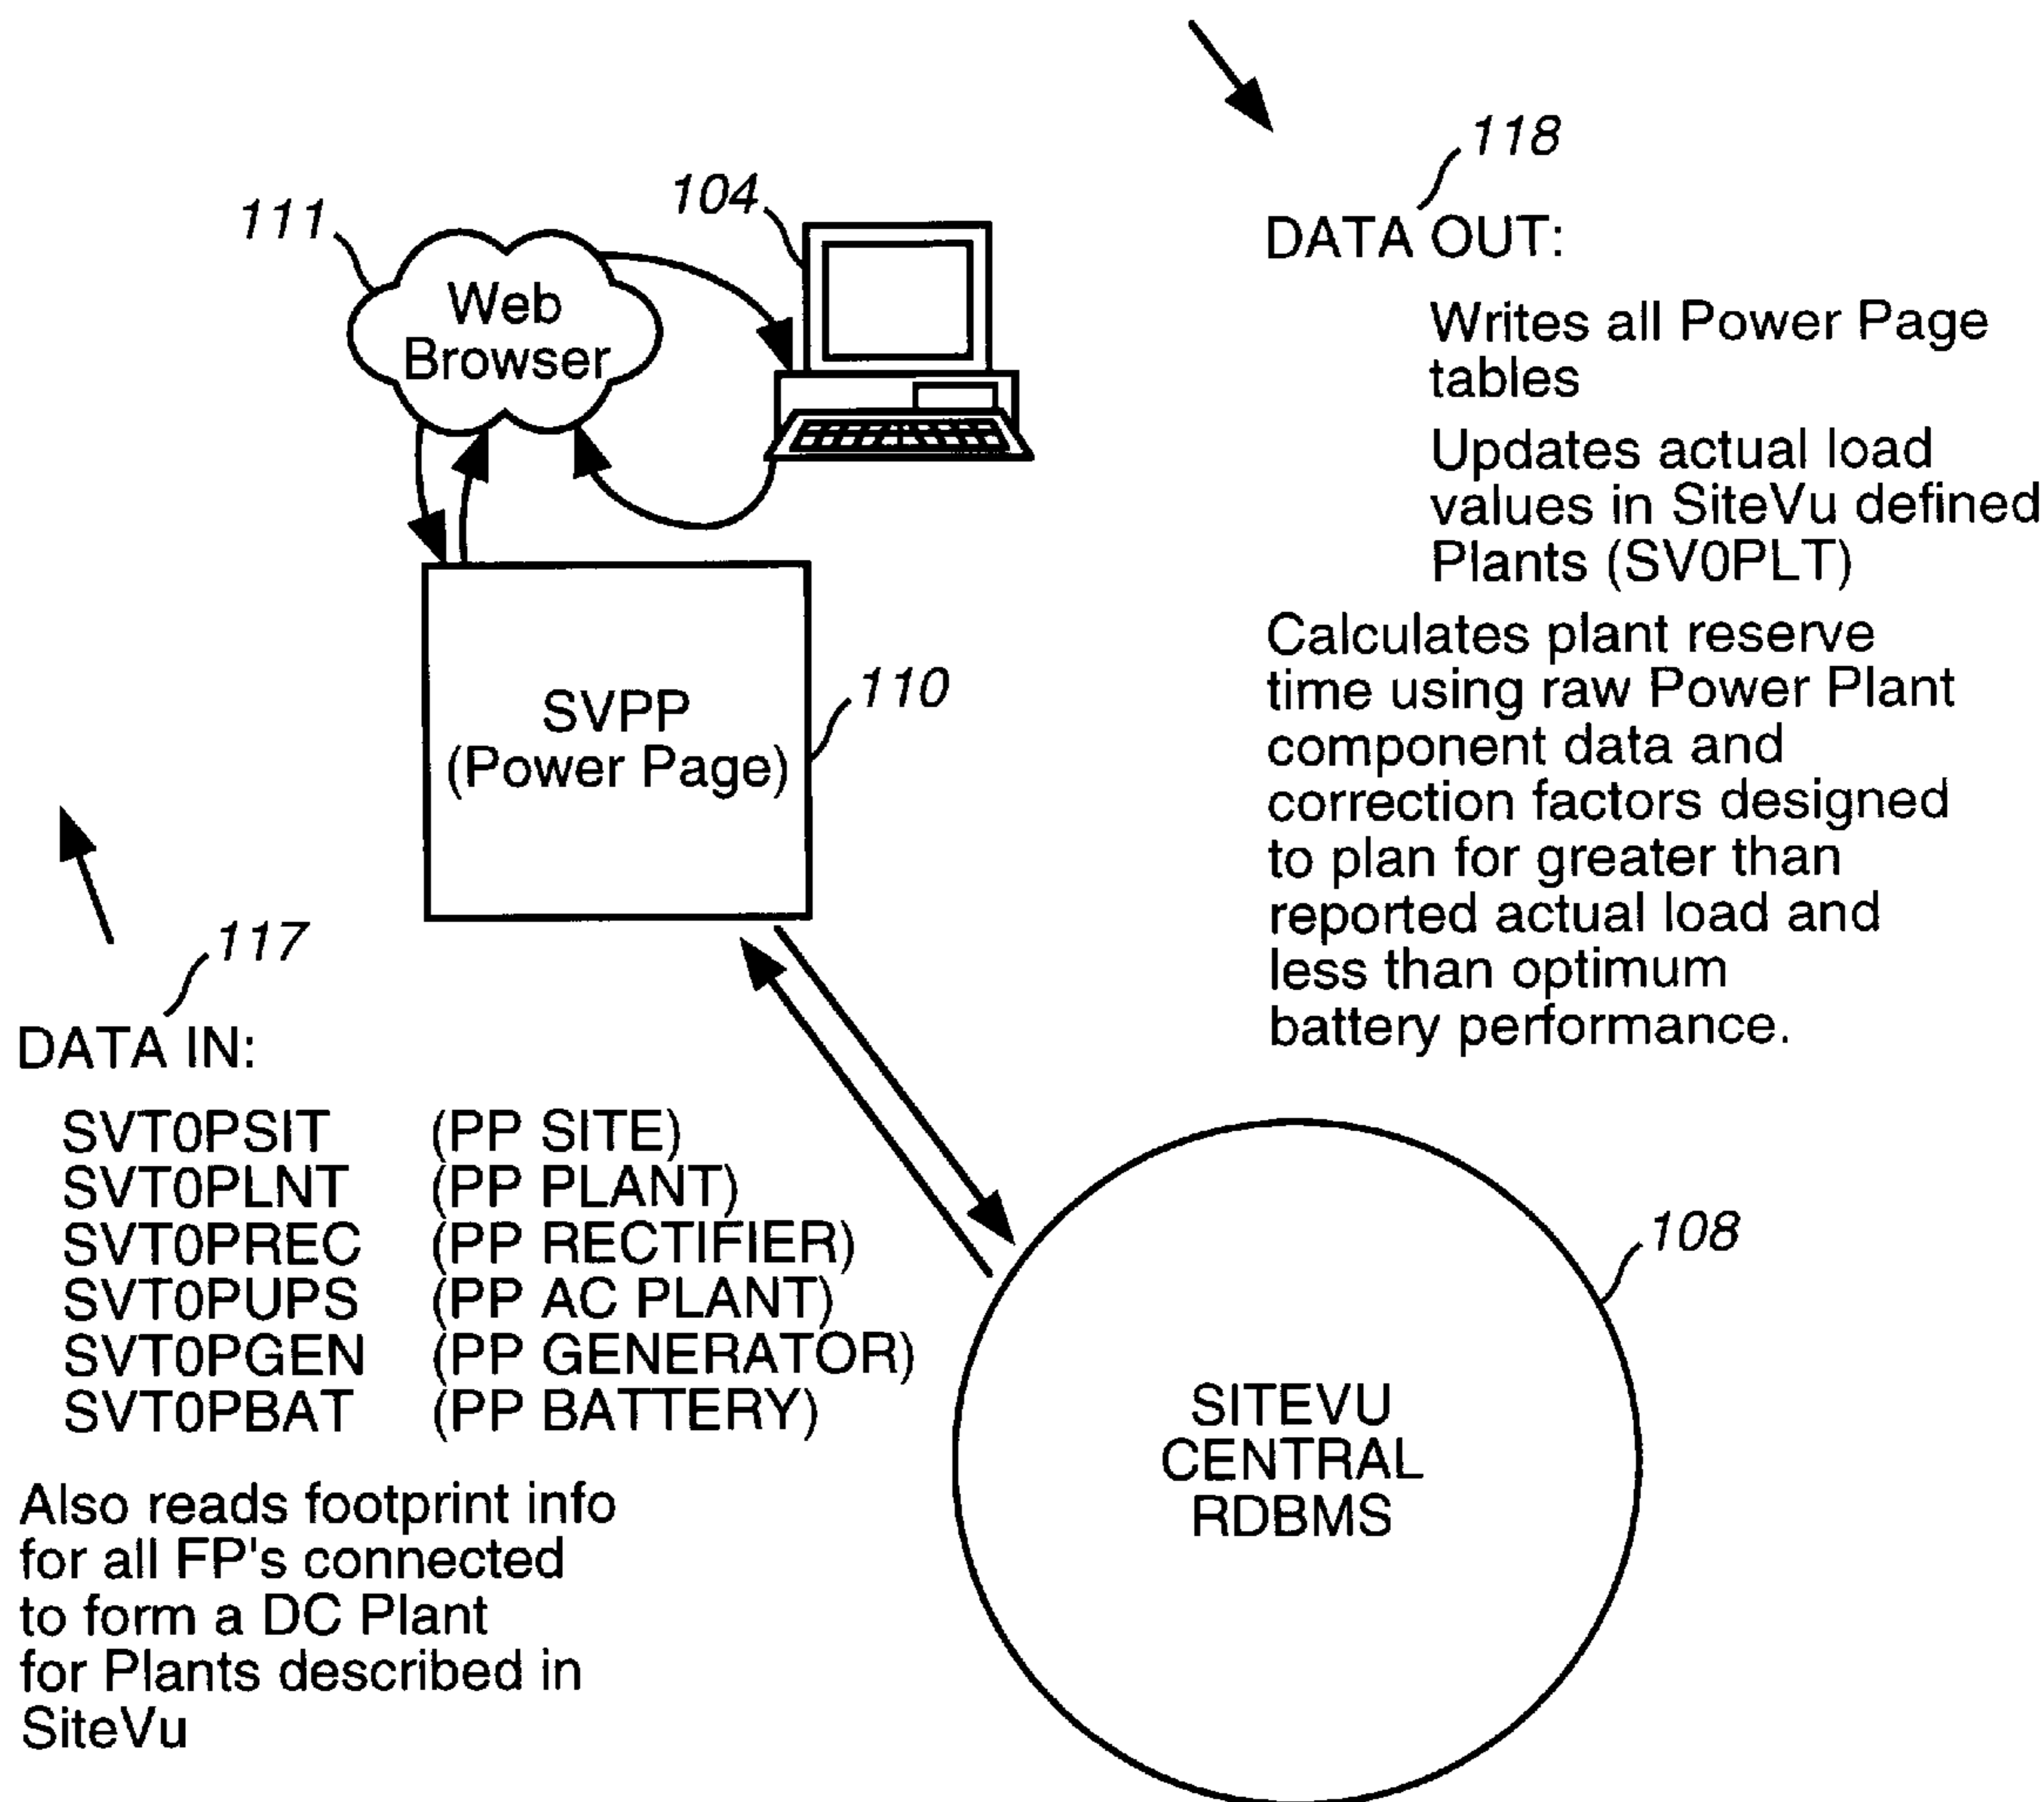 118
DATA OUT:
Writes all Power Page
tables
Updates actual load
values in SiteVu defined
Plants (SV0PLT)
Calculates plant reserve
time using raw Power Plant
component data and
correction factors designed
to plan for greater than
reported actual load and
less than optimum
battery performance.
111
104
Web
Browser
SVPP
(Power Page)
110
117
DATA IN:
SVT0PSIT (PP SITE)
SVT0PLNT (PP PLANT)
SVT0PREC (PP RECTIFIER)
SVT0PUPS (PP AC PLANT)
SVT0PGEN (PP GENERATOR)
SVT0PBAT (PP BATTERY)
Also reads footprint info
for all FP's connected
to form a DC Plant
for Plants described in
SiteVu
108
SITEVU
CENTRAL
RDBMS